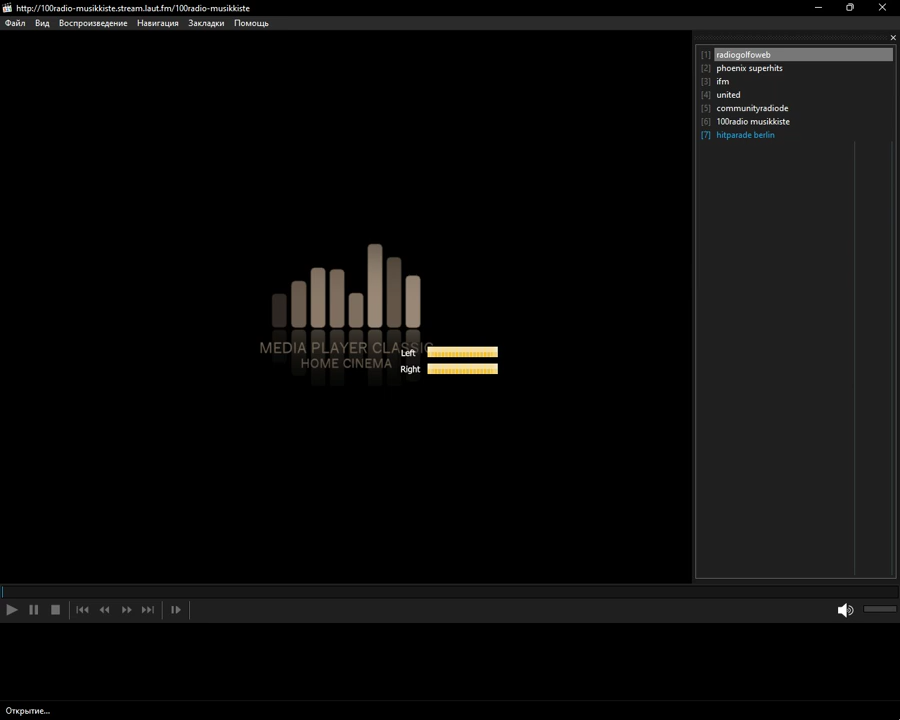 http://100radio-musikkiste.stream.laut.fm/100radio-musikkiste
Файл Вид Воспроизведение Навигация Закладки Помощь
[1] radiogolfoweb
[2] phoenix superhits
[3] ifm
[4] united
[5] communityradiode
[6] 100radio musikkiste
[7] hitparade berlin
MEDIA PLAYER CLASSIC
HOME CINEMA
Left
Right
Открытие...